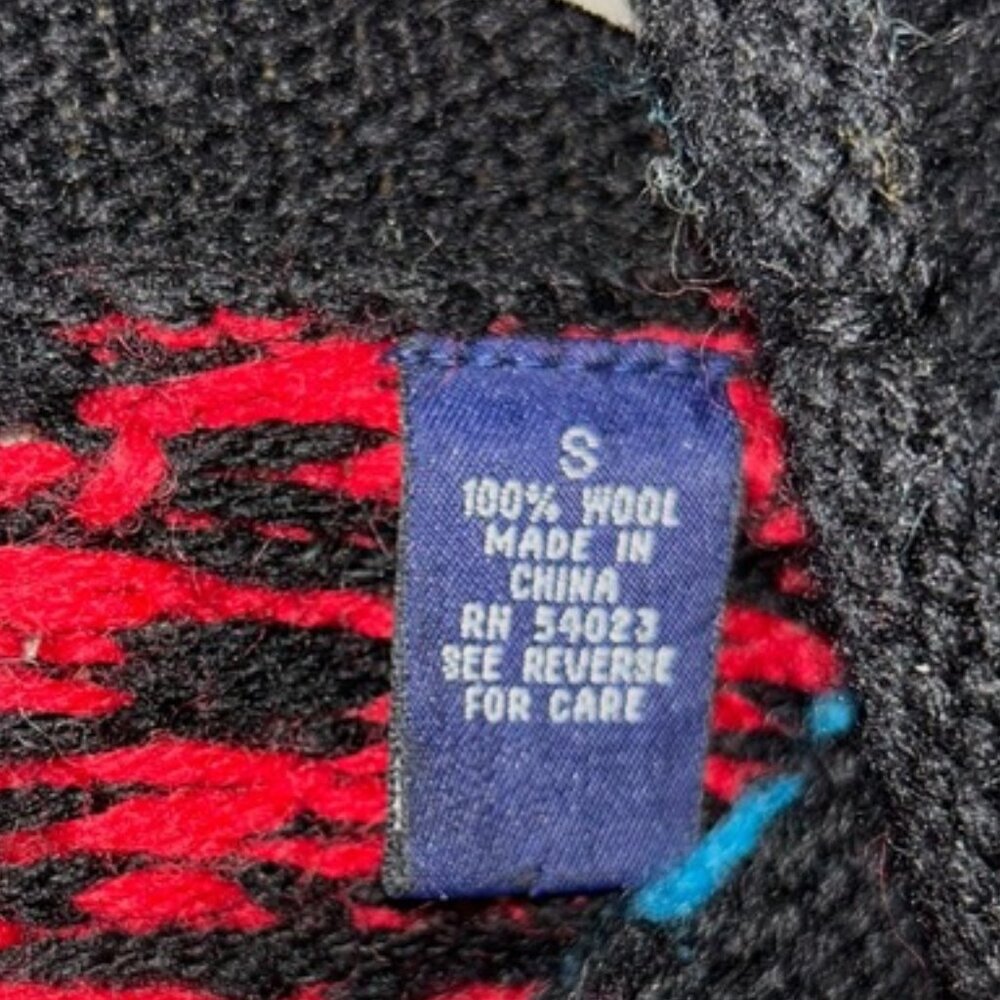 S
100% WOOL
MADE IN
CHINA
RN 54023
SEE REVERSE
FOR CARE